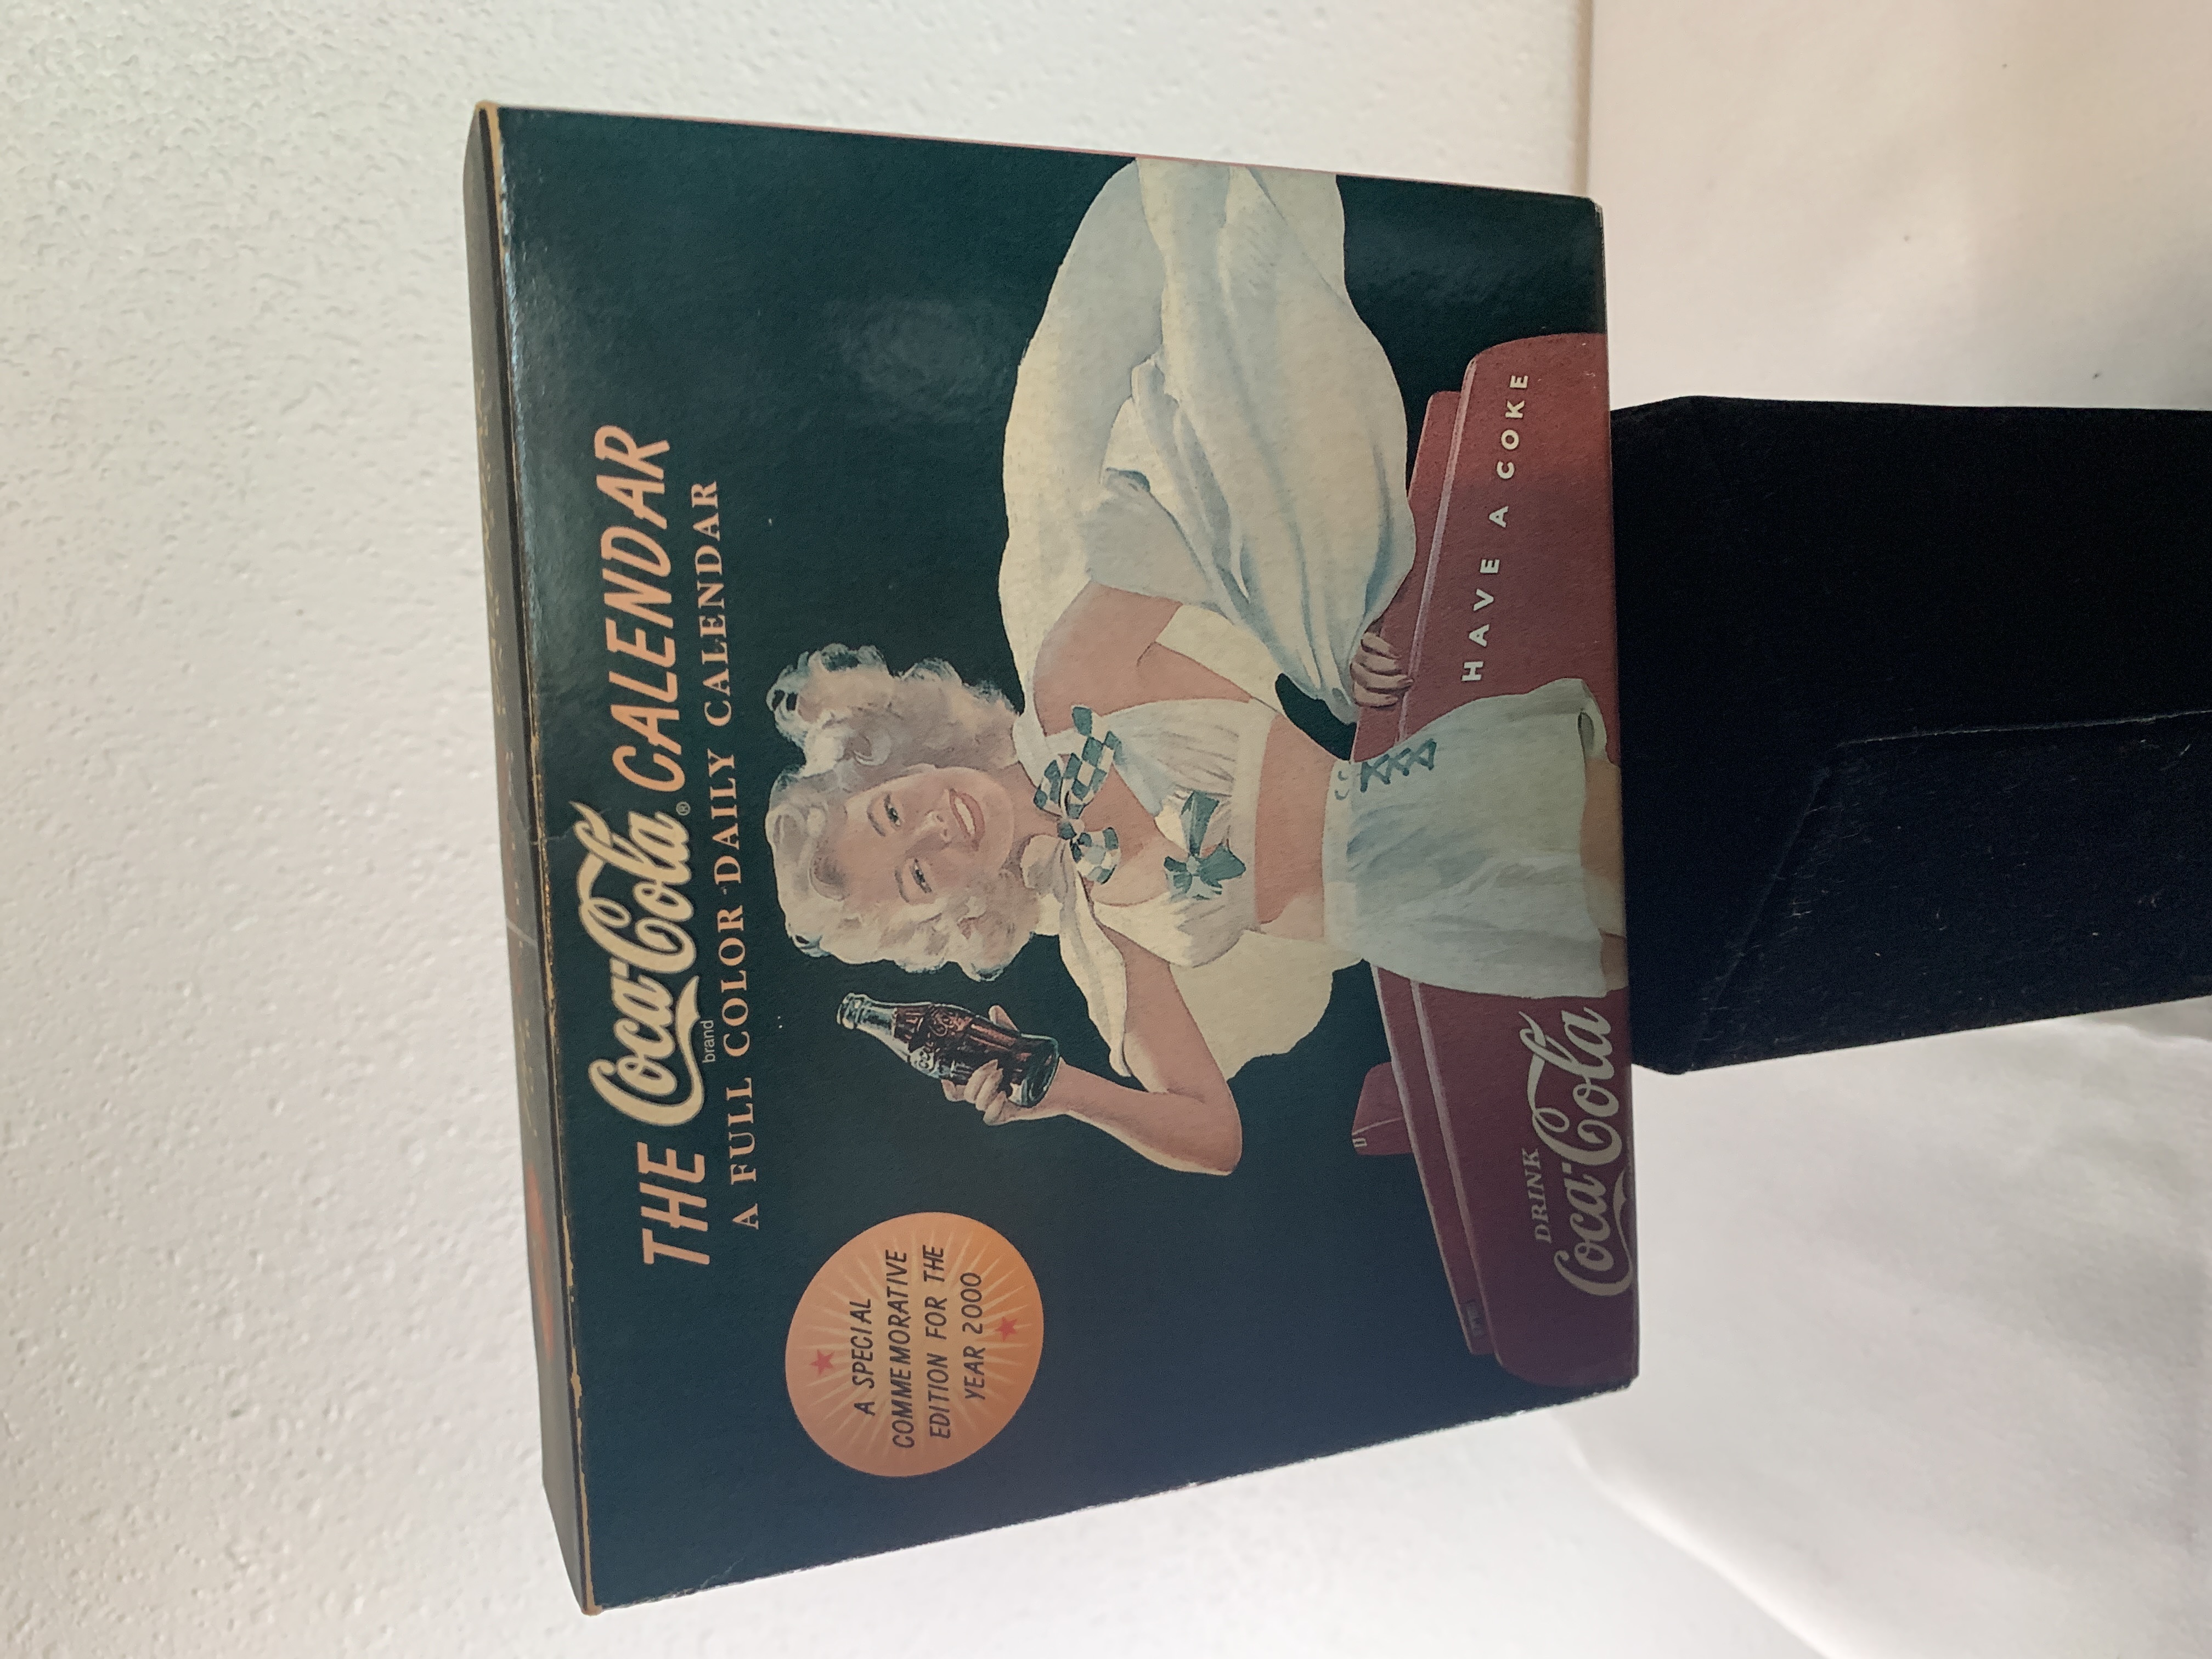 THE Coca-Cola® CALENDAR
brand
A FULL COLOR DAILY CALENDAR
A SPECIAL
COMMEMORATIVE
EDITION FOR THE
YEAR 2000
HAVE A COKE
DRINK
Coca-Cola